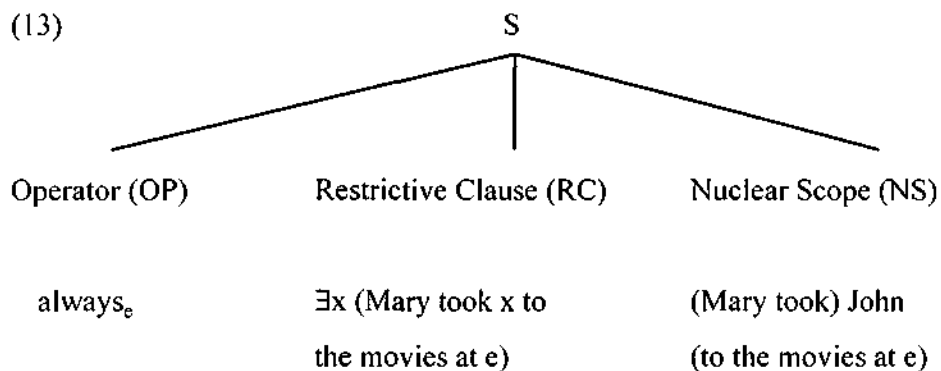 (13) S
Operator (OP) Restrictive Clause (RC) Nuclear Scope (NS)
alwaysₑ ∃x (Mary took x to (Mary took) John
the movies at e) (to the movies at e)